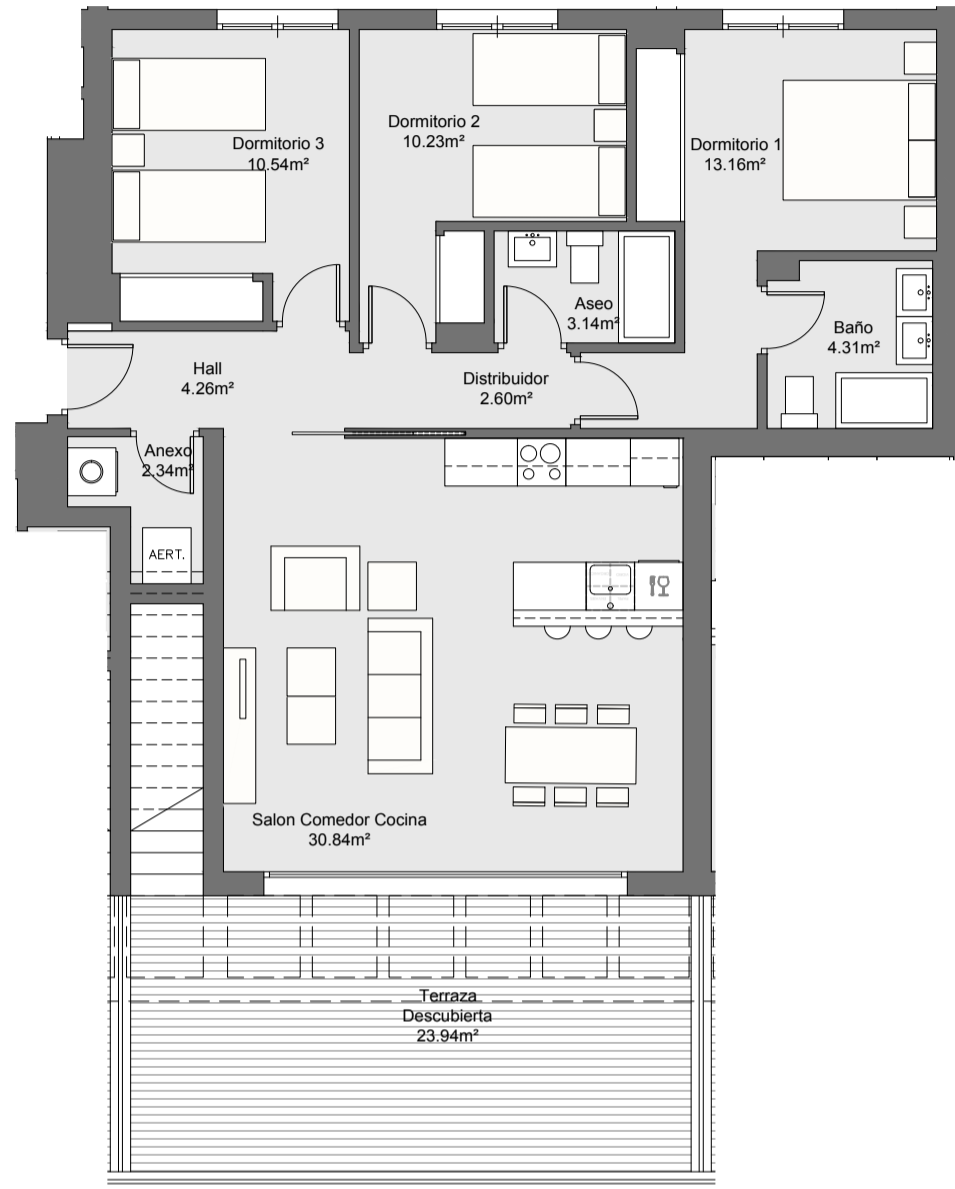 Dormitorio 3
10.54m²
Dormitorio 2
10.23m²
Dormitorio 1
13.16m²
Aseo
3.14m²
Baño
4.31m²
Hall
4.26m²
Distribuidor
2.60m²
Anexo
2.34m²
AERT.
Salon Comedor Cocina
30.84m²
Terraza
Descubierta
23.94m²